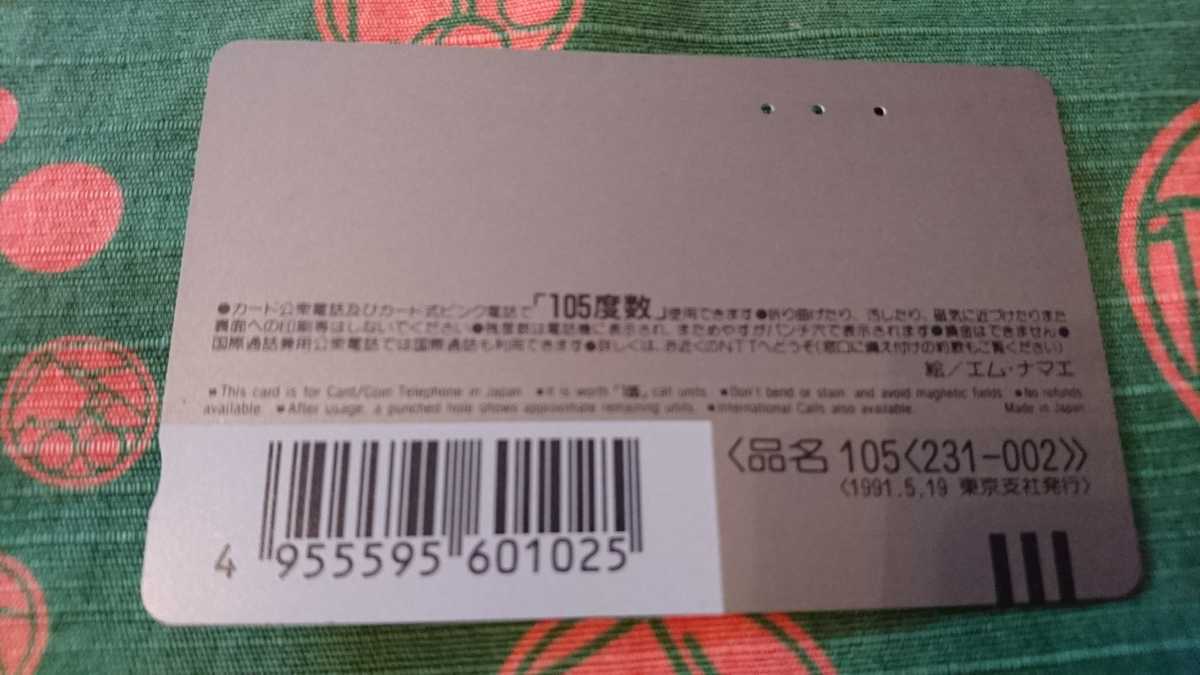 ●カード公衆電話及びカード式ピンク電話で「105度数」使用できます●折り曲げたり、汚したり、磁気に近づけたりまた
裏面への印刷等はしないでください●残度数は電話機に表示され、まためやすがパンチ穴で表示されます●換金はできません●
国際通話兼用公衆電話では国際通話も利用できます●詳しくは、お近くのNTTへどうぞ(窓口に備え付けの約款もご覧ください)
絵/エム・ナマエ
●This card is for Card/Coin Telephone in Japan ●It is worth call units. ●Don't bend or stain and avoid magnetic fields ●No refunds
available. ●After usage, a punched hole shows approximate remaining units. ●International Calls also available. Made in Japan
〈品名 105〈231-002〉〉
〈1991.5.19 東京支社発行〉
4 955595 601025